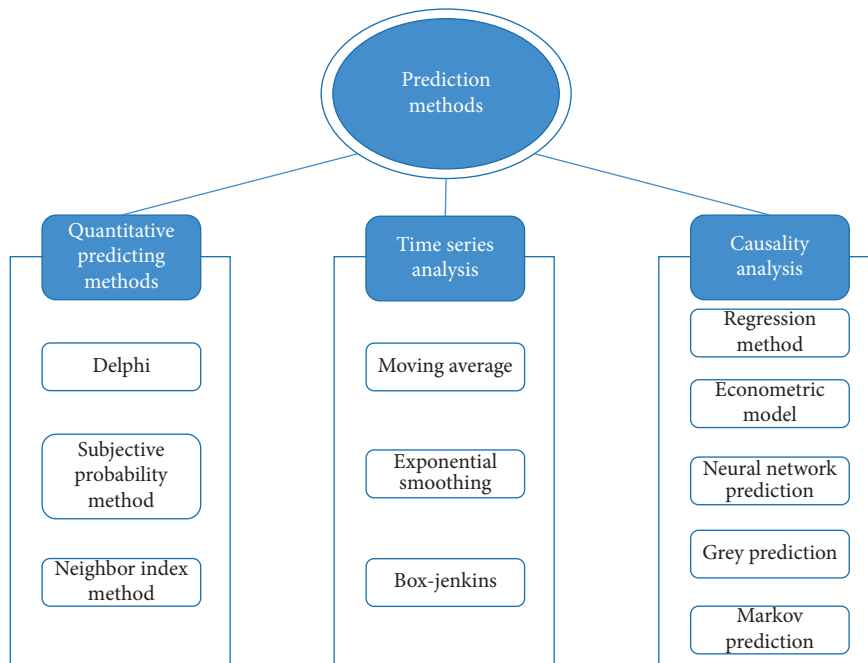 Prediction
methods
Quantitative
predicting
methods
Delphi
Subjective
probability
method
Neighbor index
method
Time series
analysis
Moving average
Exponential
smoothing
Box-jenkins
Causality
analysis
Regression
method
Econometric
model
Neural network
prediction
Grey prediction
Markov
prediction